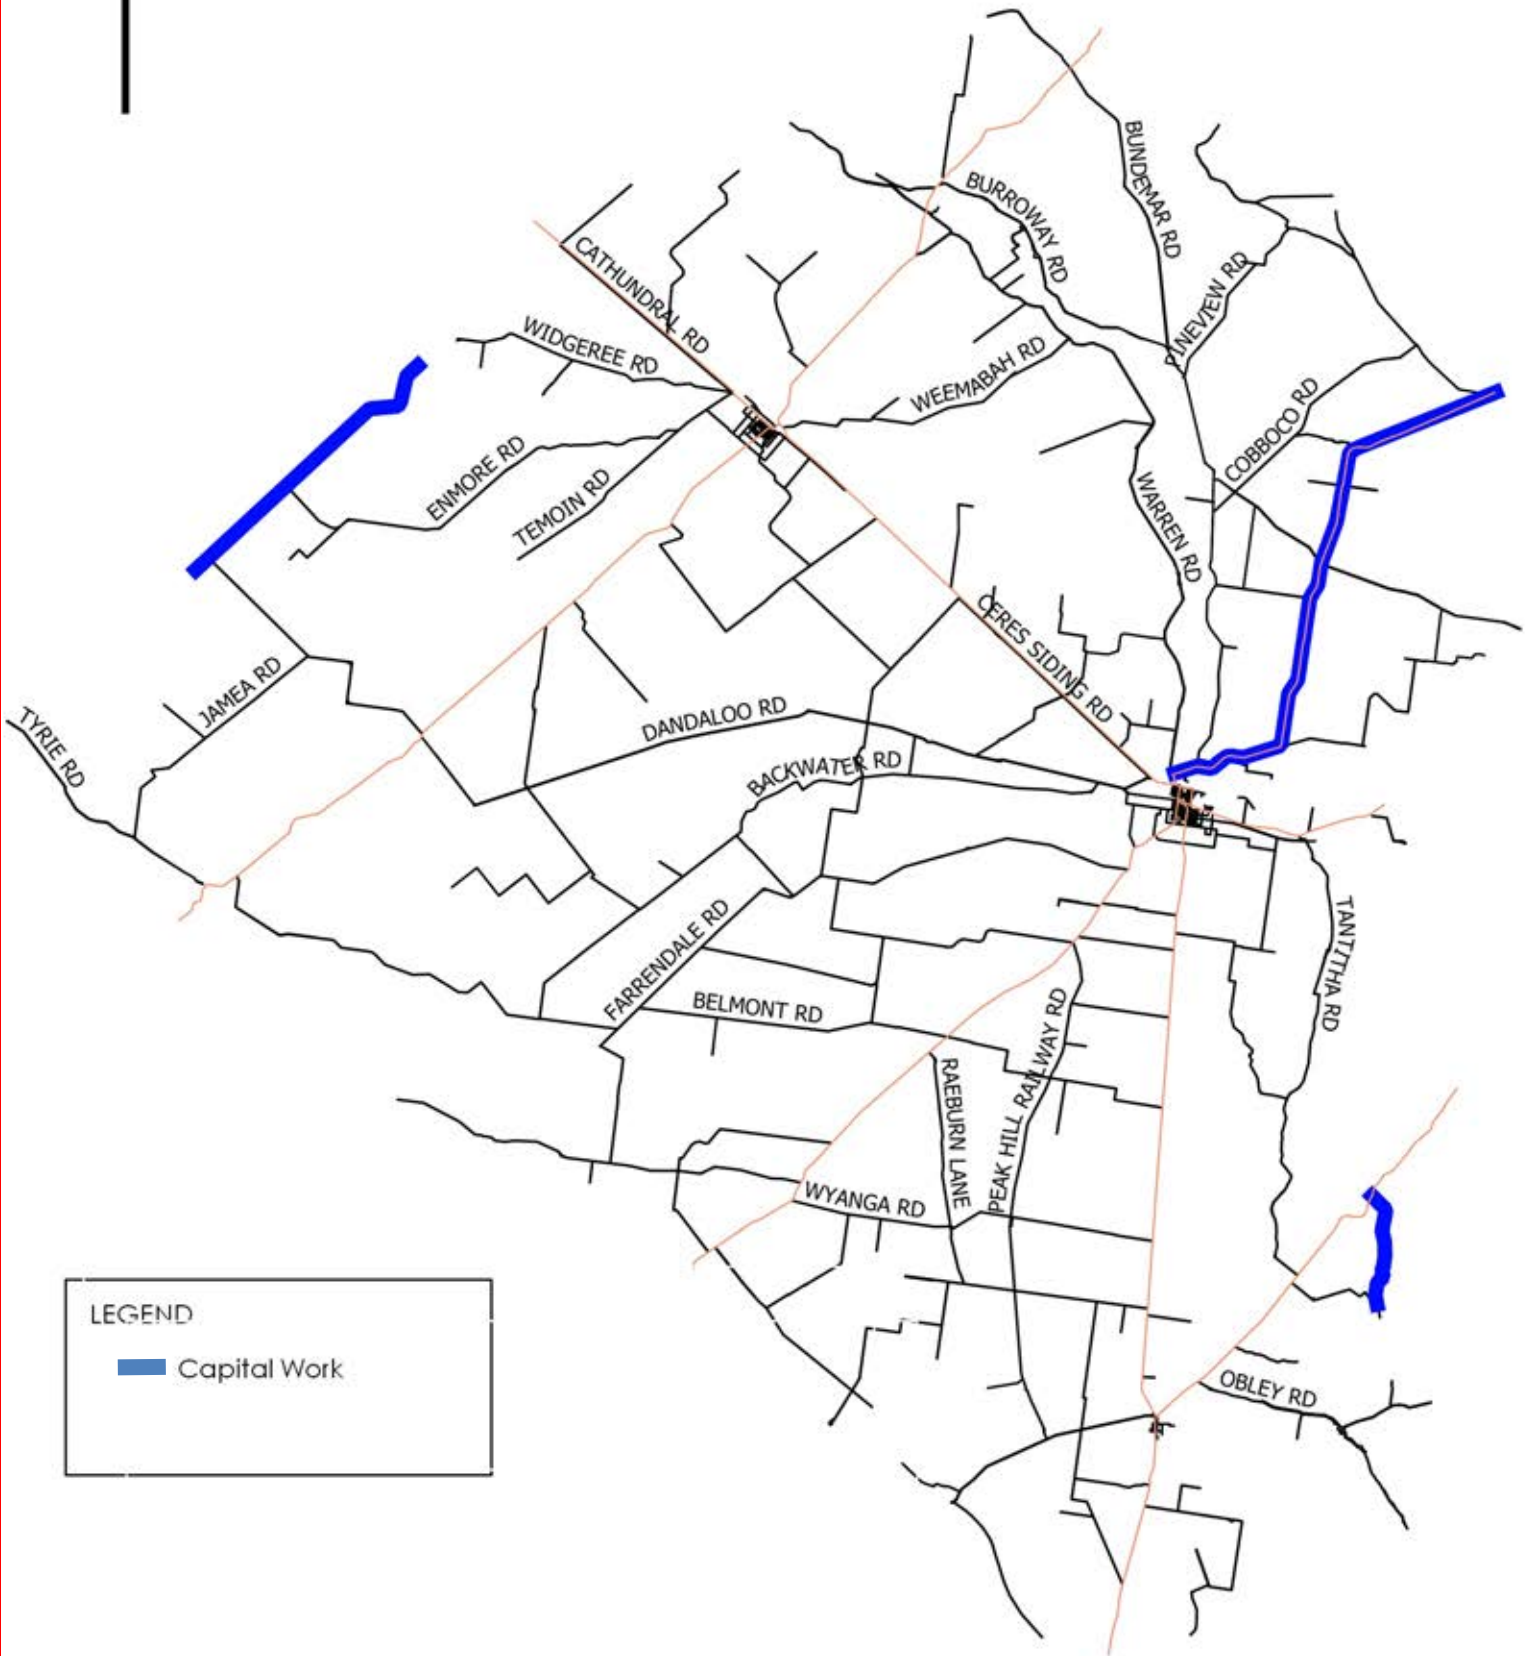 BUNDEMAR RD
BURROWAY RD
CATHUNDRAL RD
PINEVIEW RD
WIDGEREE RD
WEEMABAH RD
COBBOCO RD
ENMORE RD
TEMOIN RD
WARREN RD
CERES SIDING RD
JAMEA RD
TYRIE RD
DANDALOO RD
BACKWATER RD
FARRENDALE RD
TANTITHA RD
BELMONT RD
PEAK HILL RAILWAY RD
RAEBURN LANE
WYANGA RD
LEGEND
Capital Work
OBLEY RD